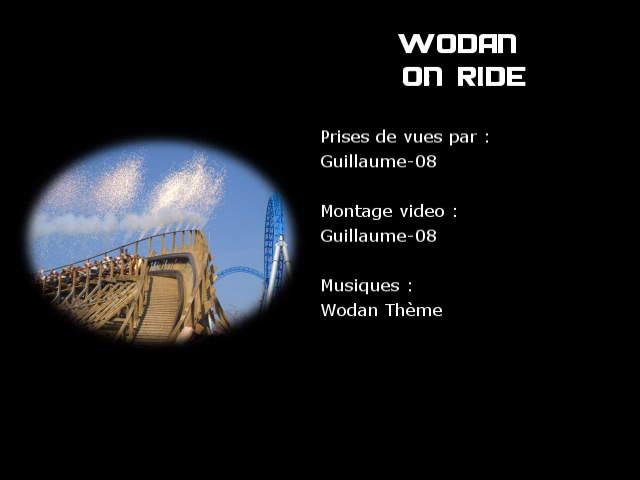 WODAN
ON RIDE
Prises de vues par :
Guillaume-08
Montage video :
Guillaume-08
Musiques :
Wodan Thème